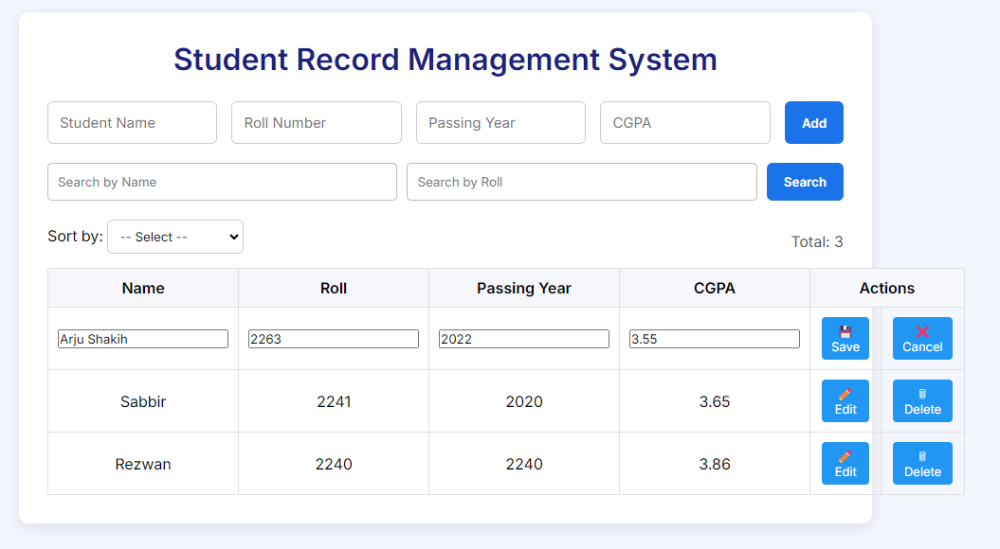 Student Record Management System
Student Name Roll Number Passing Year CGPA Add
Search by Name Search by Roll Search
Sort by: -- Select --
Total: 3
Name Roll Passing Year CGPA Actions
Arju Shakih 2263 2022 3.55 Save Cancel
Sabbir 2241 2020 3.65 Edit Delete
Rezwan 2240 2240 3.86 Edit Delete